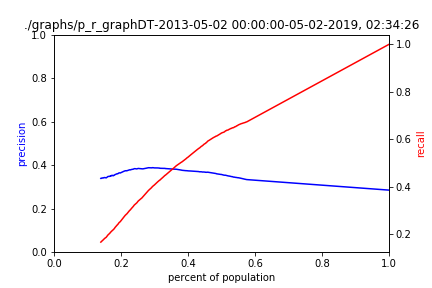 ./graphs/p_r_graphDT-2013-05-02 00:00:00-05-02-2019, 02:34:26
1.0
0.8
0.6
0.4
0.2
0.0
precision
1.0
0.8
0.6
0.4
0.2
recall
0.0 0.2 0.4 0.6 0.8 1.0
percent of population